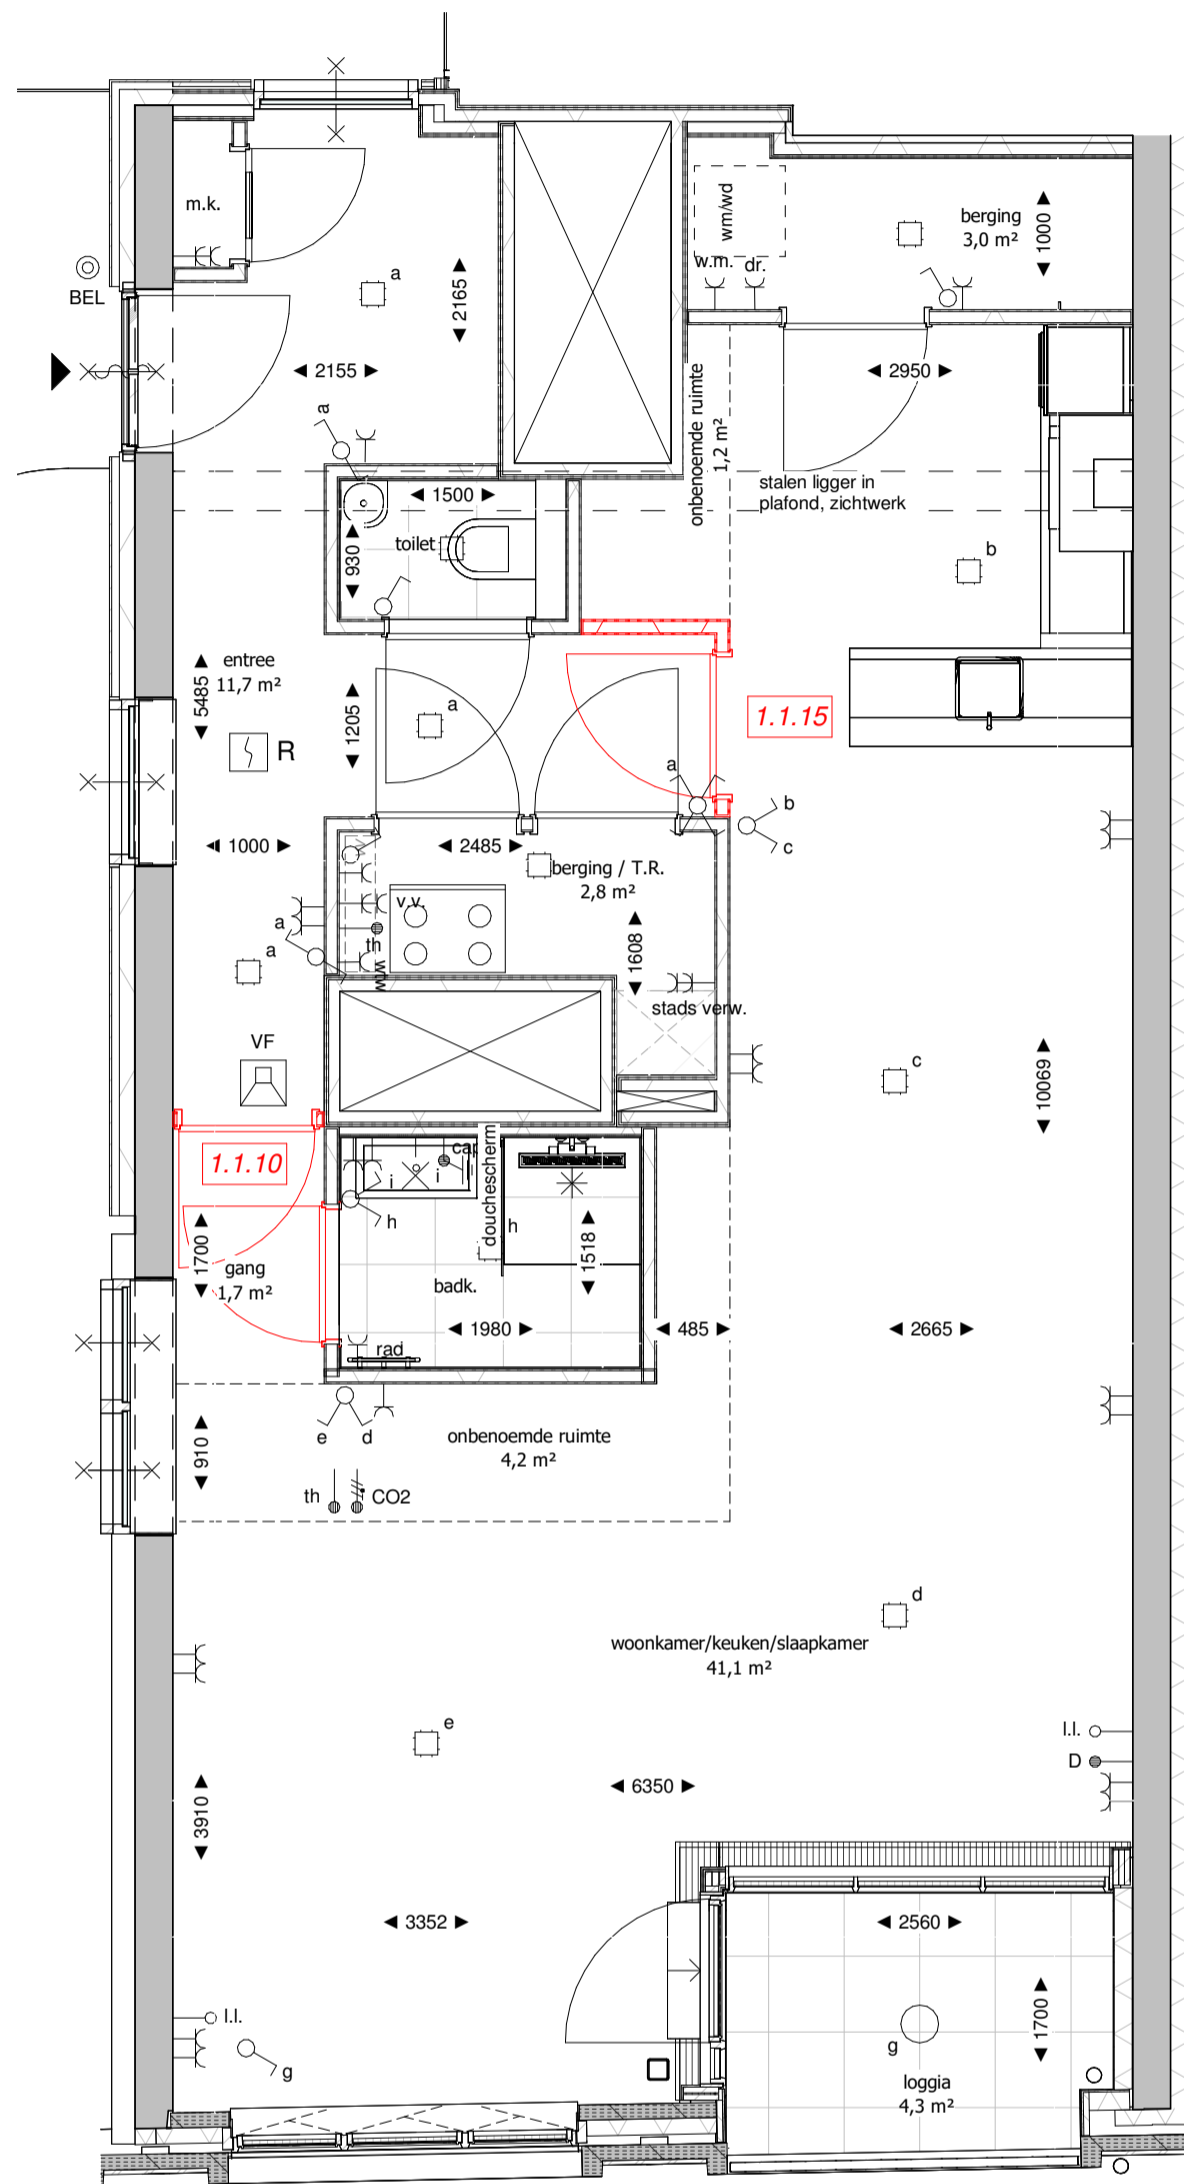 m.k.
wm/wd
w.m.
dr.
berging
3,0 m²
1000
BEL
a
2165
2155
2950
a
onbenoemde ruimte
1,2 m²
stalen ligger in
plafond, zichtwerk
1500
930
toilet
b
entree
11,7 m²
5485
1205
a
R
1.1.15
a
b
c
1000
2485
berging / T.R.
2,8 m²
v.v.
th
wtw
1608
a
a
stads verw.
VF
c
10069
1.1.10
cap
i
i
h
douchescherm
h
1518
1700
gang
1,7 m²
badk.
1980
485
2665
rad
910
e
d
onbenoemde ruimte
4,2 m²
th
CO2
d
woonkamer/keuken/slaapkamer
41,1 m²
e
l.l.
D
6350
3910
3352
2560
1700
l.l.
g
g
loggia
4,3 m²